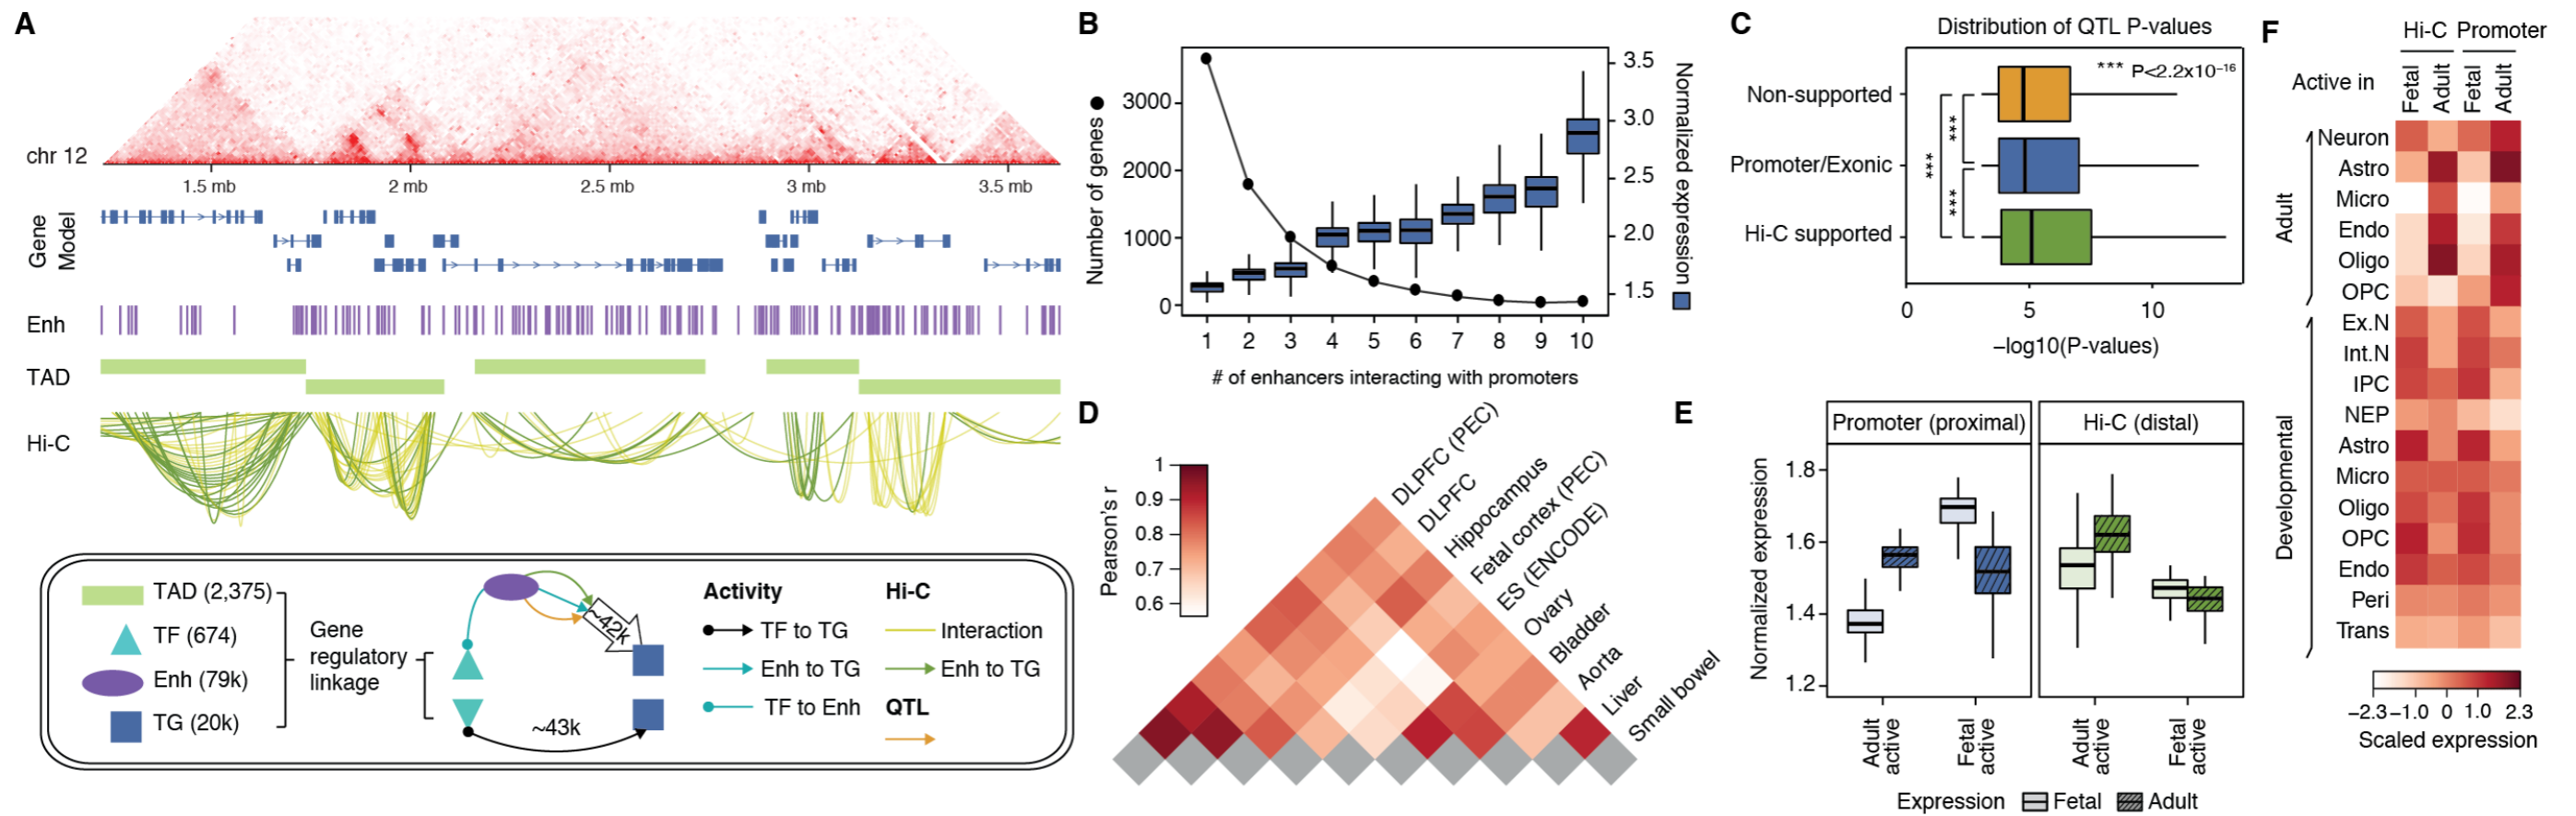 A
chr 12
1.5 mb
2 mb
2.5 mb
3 mb
3.5 mb
Gene
Model
Enh
TAD
Hi-C
TAD (2,375)
TF (674)
Enh (79k)
TG (20k)
Gene
regulatory
linkage
~42k
~43k
Activity
TF to TG
Enh to TG
TF to Enh
Hi-C
Interaction
Enh to TG
QTL
B
Number of genes
3000
2000
1000
0
3.5
3.0
2.5
2.0
1.5
Normalized expression
1 2 3 4 5 6 7 8 9 10
# of enhancers interacting with promoters
C
Distribution of QTL P-values
*** P<2.2x10⁻¹⁶
Non-supported
Promoter/Exonic
Hi-C supported
***
***
***
0 5 10
–log10(P-values)
D
Pearson's r
1
0.9
0.8
0.7
0.6
DLPFC (PEC)
DLPFC
Hippocampus
Fetal cortex (PEC)
ES (ENCODE)
Ovary
Bladder
Aorta
Liver
Small bowel
E
Promoter (proximal)
Hi-C (distal)
Normalized expression
1.8
1.6
1.4
1.2
Adult
active
Fetal
active
Adult
active
Fetal
active
Expression Fetal Adult
F
Hi-C Promoter
Active in
Fetal
Adult
Fetal
Adult
Adult
Neuron
Astro
Micro
Endo
Oligo
OPC
Developmental
Ex.N
Int.N
IPC
NEP
Astro
Micro
Oligo
OPC
Endo
Peri
Trans
–2.3 –1.0 0 1.0 2.3
Scaled expression